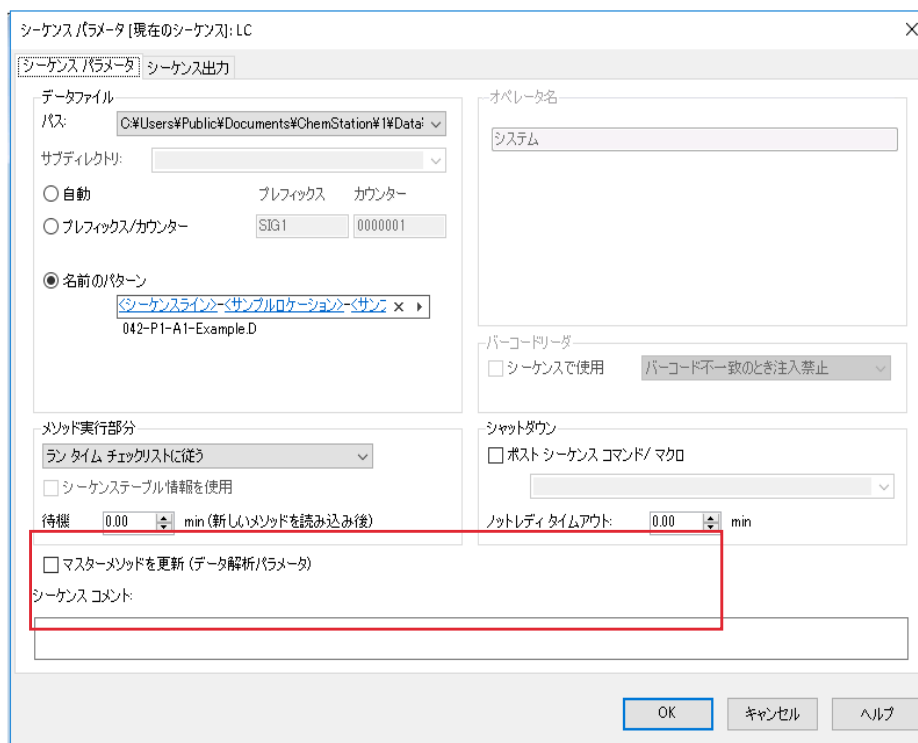 シーケンス パラメータ [現在のシーケンス]: LC
シーケンス パラメータ シーケンス出力
データファイル
パス: C:¥Users¥Public¥Documents¥ChemStation¥1¥Data
サブディレクトリ:
自動 プレフィックス カウンター
プレフィックス/カウンター SIG1 0000001
名前のパターン
<シーケンスライン>-<サンプルロケーション>-<サンプ
042-P1-A1-Example.D
オペレータ名
システム
バーコードリーダ
シーケンスで使用 バーコード不一致のとき注入禁止
メソッド実行部分
ラン タイム チェックリストに従う
シーケンステーブル情報を使用
待機 0.00 min (新しいメソッドを読み込み後)
シャットダウン
ポスト シーケンス コマンド/ マクロ
ノットレディ タイムアウト: 0.00 min
マスターメソッドを更新 (データ解析パラメータ)
シーケンス コメント:
OK キャンセル ヘルプ